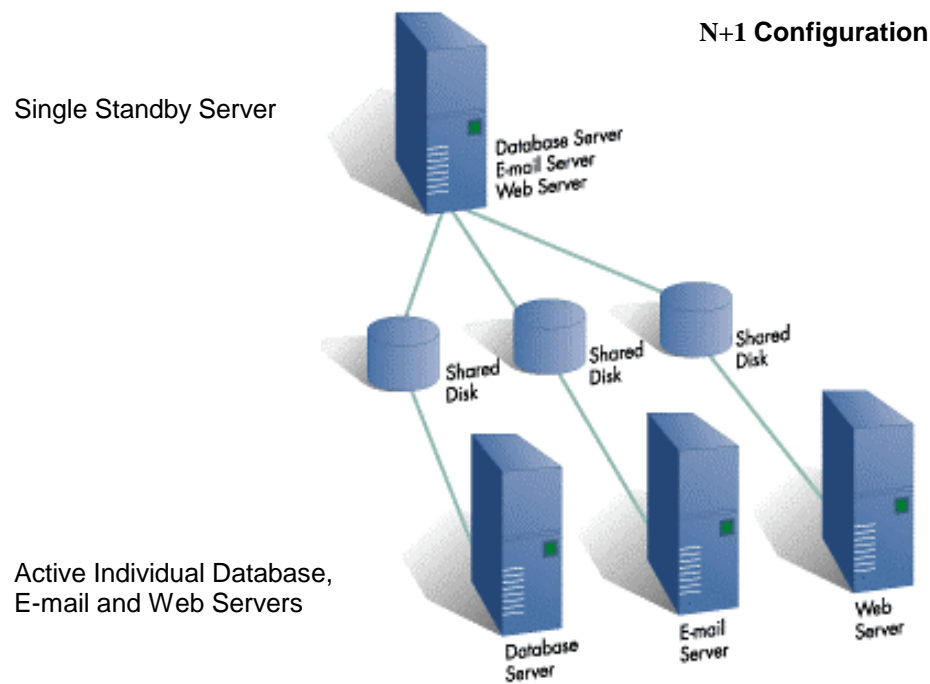 N+1 Configuration
Single Standby Server
Database Server
E-mail Server
Web Server
Shared
Disk
Shared
Disk
Shared
Disk
Active Individual Database,
E-mail and Web Servers
Database
Server
E-mail
Server
Web
Server